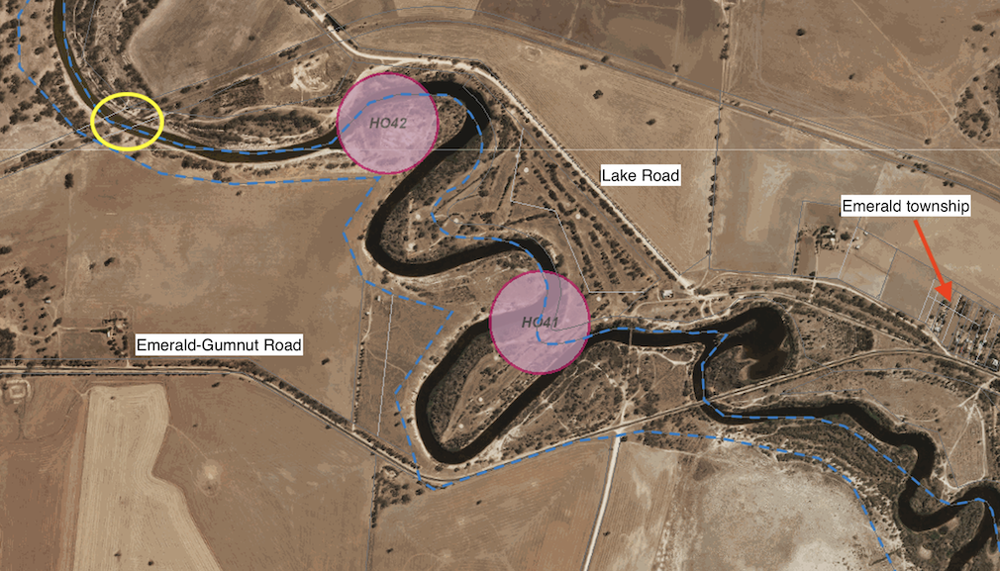 HO42
Lake Road
Emerald township
HO41
Emerald-Gumnut Road